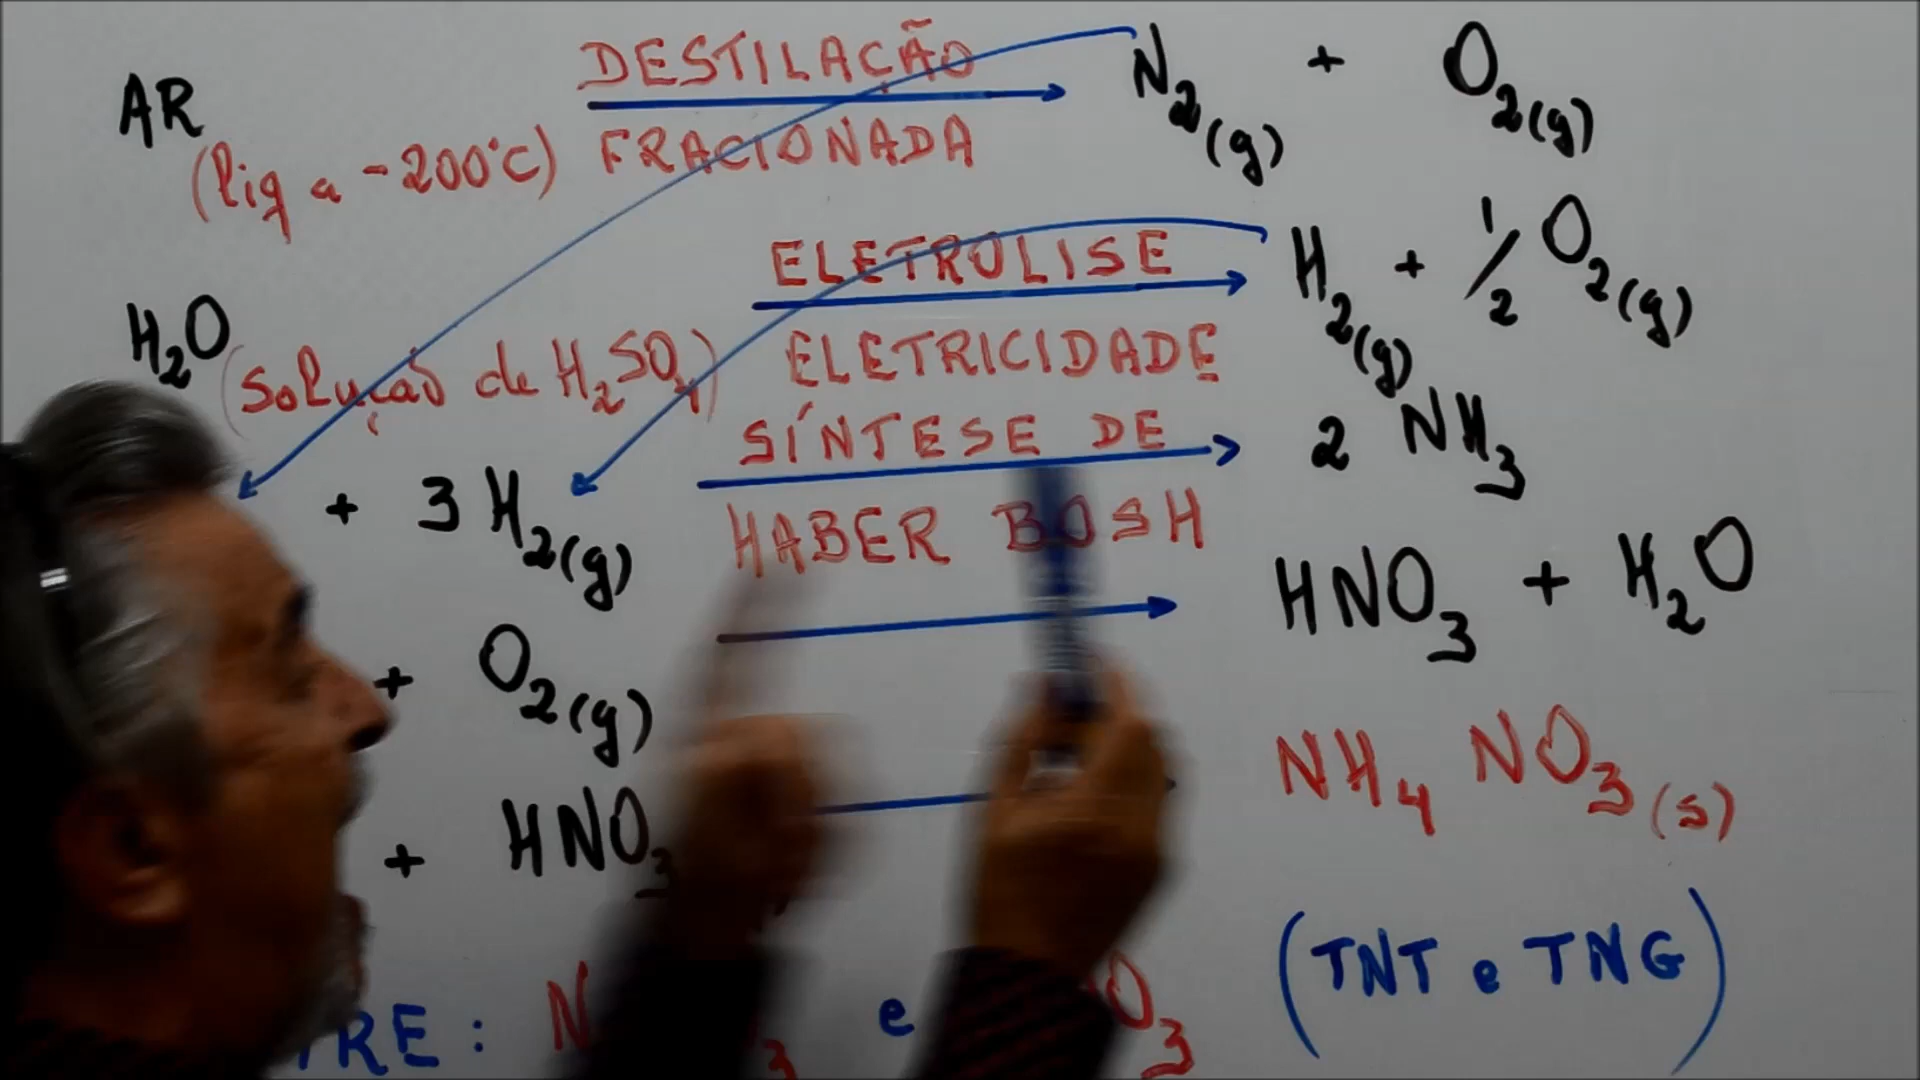 AR (liq a -200°C) DESTILAÇÃO FRACIONADA N2(g) + O2(g)
H2O (Solução de H2SO4) ELETROLISE ELETRICIDADE H2(g) + 1/2 O2(g)
+ 3 H2(g) SÍNTESE DE HABER BOSH 2 NH3
+ O2(g) HNO3 + H2O
+ HNO3 NH4 NO3(s)
e (TNT e TNG)